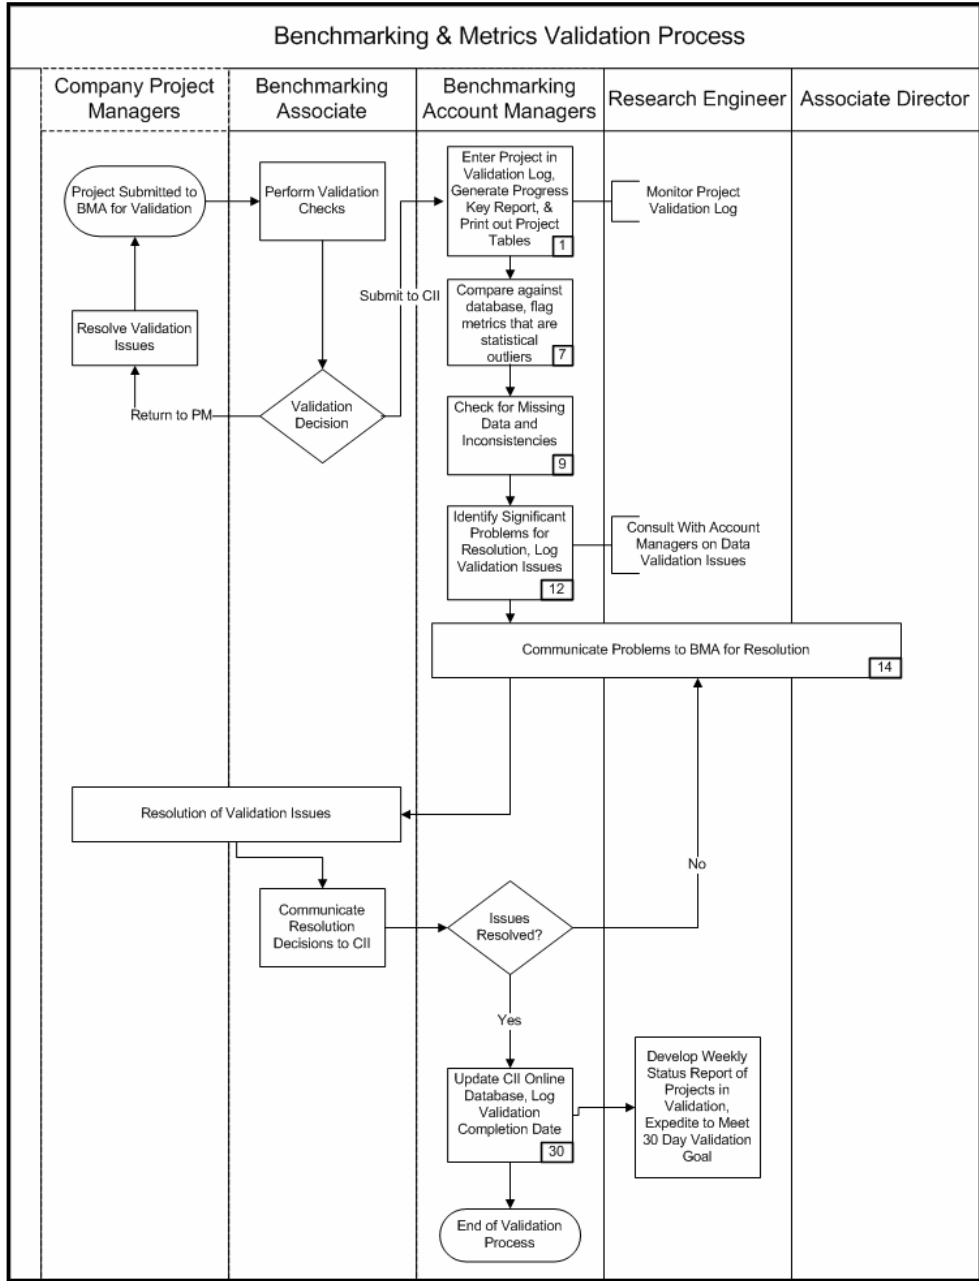 Benchmarking & Metrics Validation Process
Company Project
Managers
Benchmarking
Associate
Benchmarking
Account Managers
Research Engineer
Associate Director
Project Submitted to
BMA for Validation
Perform Validation
Checks
Enter Project in
Validation Log,
Generate Progress
Key Report, &
Print out Project
Tables
1
Monitor Project
Validation Log
Submit to CII
Compare against
database, flag
metrics that are
statistical
outliers
7
Resolve Validation
Issues
Return to PM
Validation
Decision
Check for Missing
Data and
Inconsistencies
9
Identify Significant
Problems for
Resolution, Log
Validation Issues
12
Consult With Account
Managers on Data
Validation Issues
Communicate Problems to BMA for Resolution
14
Resolution of Validation Issues
No
Communicate
Resolution
Decisions to CII
Issues
Resolved?
Yes
Update CII Online
Database, Log
Validation
Completion Date
30
Develop Weekly
Status Report of
Projects in
Validation,
Expedite to Meet
30 Day Validation
Goal
End of Validation
Process